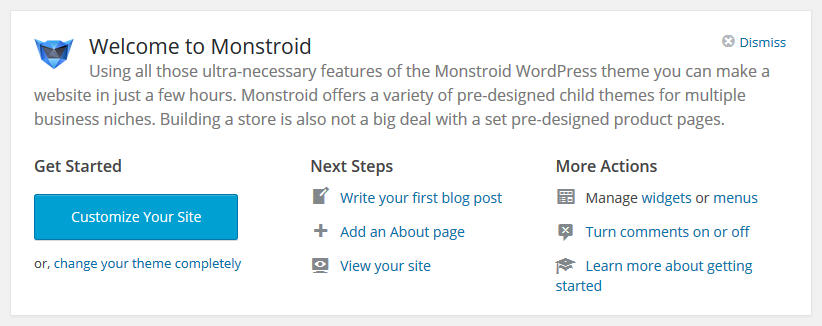 Welcome to Monstroid
Dismiss
Using all those ultra-necessary features of the Monstroid WordPress theme you can make a
website in just a few hours. Monstroid offers a variety of pre-designed child themes for multiple
business niches. Building a store is also not a big deal with a set pre-designed product pages.
Get Started
Customize Your Site
or, change your theme completely
Next Steps
Write your first blog post
Add an About page
View your site
More Actions
Manage widgets or menus
Turn comments on or off
Learn more about getting
started